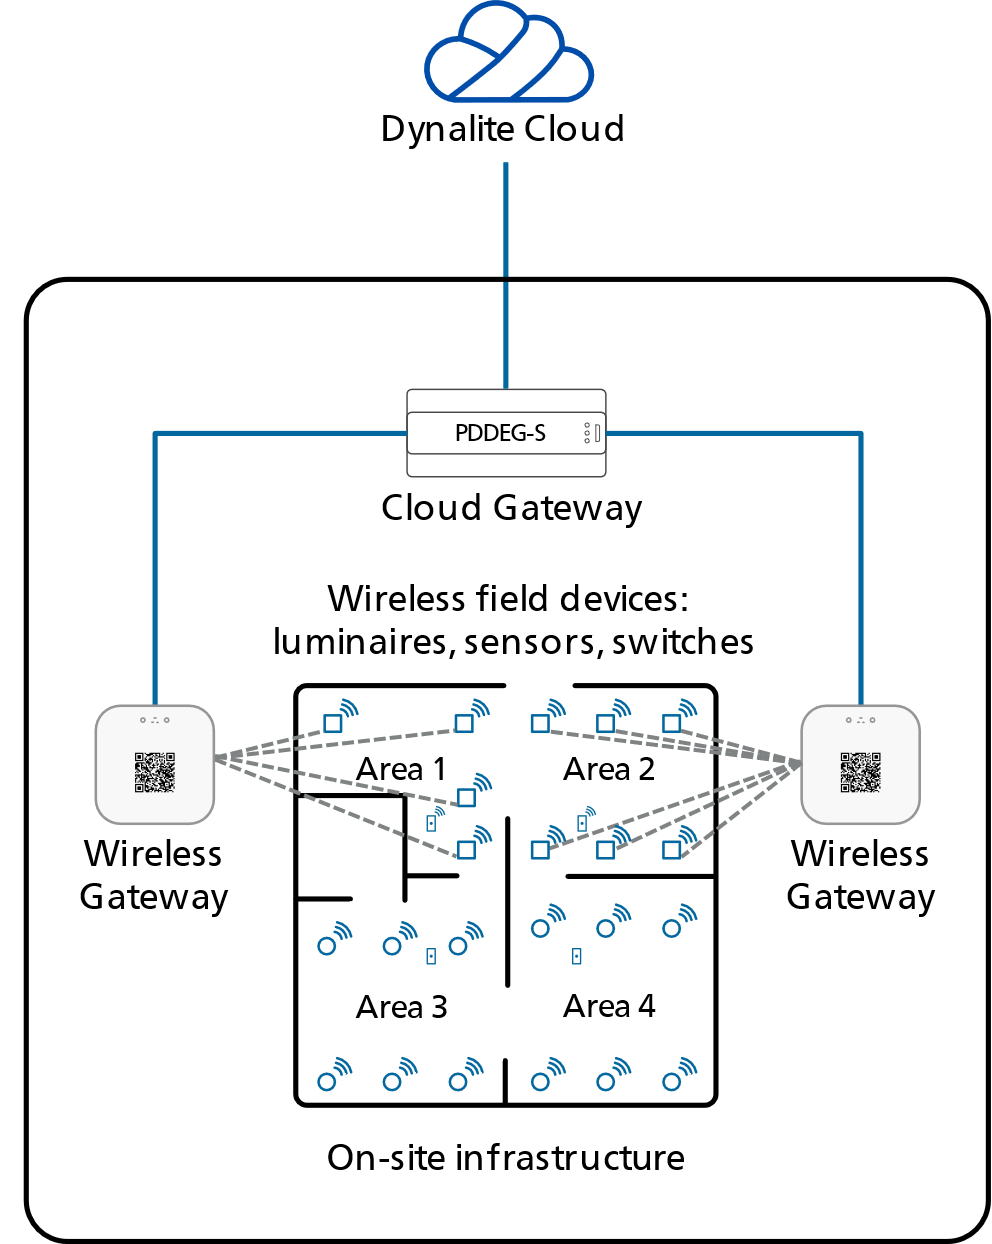 Dynalite Cloud
PDDEG-S
Cloud Gateway
Wireless field devices:
luminaires, sensors, switches
Area 1
Area 2
Wireless
Gateway
Wireless
Gateway
Area 3
Area 4
On-site infrastructure